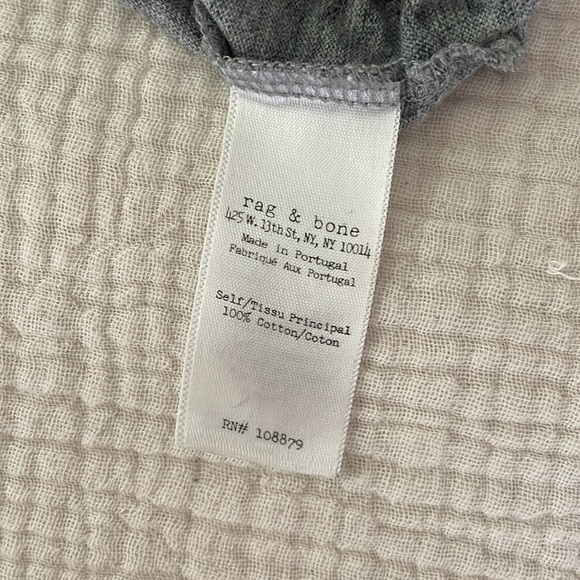 rag & bone
425 W. 13th St, NY, NY 10014
Made in Portugal
Fabriqué Aux Portugal
Self/Tissu Principal
100% Cotton/Coton
RN# 108879